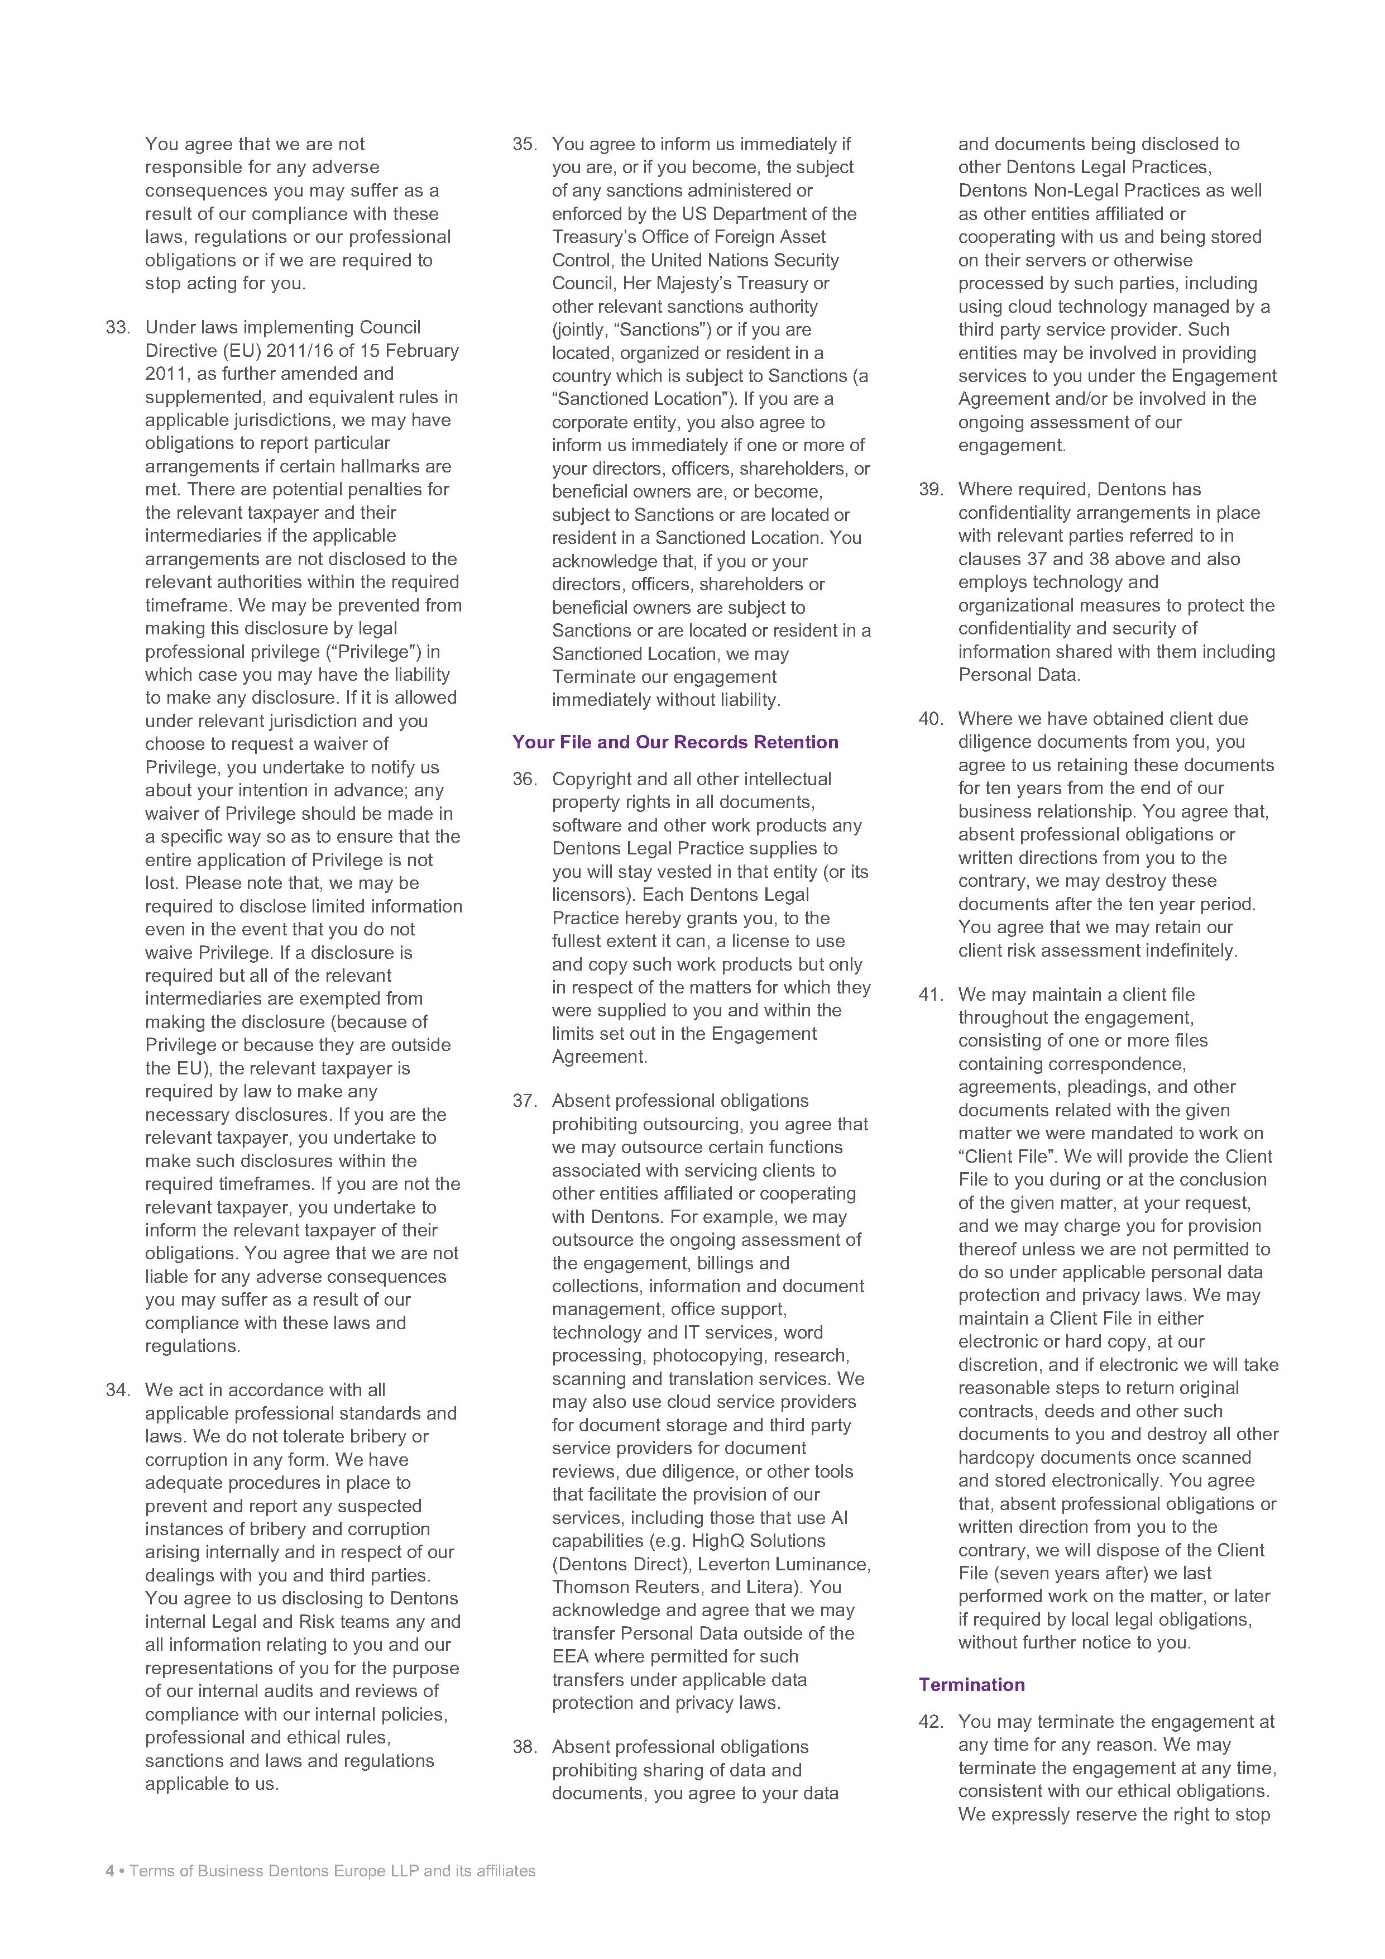 You agree that we are not
responsible for any adverse
consequences you may suffer as a
result of our compliance with these
laws, regulations or our professional
obligations or if we are required to
stop acting for you.
33. Under laws implementing Council
Directive (EU) 2011/16 of 15 February
2011, as further amended and
supplemented, and equivalent rules in
applicable jurisdictions, we may have
obligations to report particular
arrangements if certain hallmarks are
met. There are potential penalties for
the relevant taxpayer and their
intermediaries if the applicable
arrangements are not disclosed to the
relevant authorities within the required
timeframe. We may be prevented from
making this disclosure by legal
professional privilege (“Privilege”) in
which case you may have the liability
to make any disclosure. If it is allowed
under relevant jurisdiction and you
choose to request a waiver of
Privilege, you undertake to notify us
about your intention in advance; any
waiver of Privilege should be made in
a specific way so as to ensure that the
entire application of Privilege is not
lost. Please note that, we may be
required to disclose limited information
even in the event that you do not
waive Privilege. If a disclosure is
required but all of the relevant
intermediaries are exempted from
making the disclosure (because of
Privilege or because they are outside
the EU), the relevant taxpayer is
required by law to make any
necessary disclosures. If you are the
relevant taxpayer, you undertake to
make such disclosures within the
required timeframes. If you are not the
relevant taxpayer, you undertake to
inform the relevant taxpayer of their
obligations. You agree that we are not
liable for any adverse consequences
you may suffer as a result of our
compliance with these laws and
regulations.
34. We act in accordance with all
applicable professional standards and
laws. We do not tolerate bribery or
corruption in any form. We have
adequate procedures in place to
prevent and report any suspected
instances of bribery and corruption
arising internally and in respect of our
dealings with you and third parties.
You agree to us disclosing to Dentons
internal Legal and Risk teams any and
all information relating to you and our
representations of you for the purpose
of our internal audits and reviews of
compliance with our internal policies,
professional and ethical rules,
sanctions and laws and regulations
applicable to us.
35. You agree to inform us immediately if
you are, or if you become, the subject
of any sanctions administered or
enforced by the US Department of the
Treasury’s Office of Foreign Asset
Control, the United Nations Security
Council, Her Majesty’s Treasury or
other relevant sanctions authority
(jointly, “Sanctions”) or if you are
located, organized or resident in a
country which is subject to Sanctions (a
“Sanctioned Location”). If you are a
corporate entity, you also agree to
inform us immediately if one or more of
your directors, officers, shareholders, or
beneficial owners are, or become,
subject to Sanctions or are located or
resident in a Sanctioned Location. You
acknowledge that, if you or your
directors, officers, shareholders or
beneficial owners are subject to
Sanctions or are located or resident in a
Sanctioned Location, we may
Terminate our engagement
immediately without liability.
Your File and Our Records Retention
36. Copyright and all other intellectual
property rights in all documents,
software and other work products any
Dentons Legal Practice supplies to
you will stay vested in that entity (or its
licensors). Each Dentons Legal
Practice hereby grants you, to the
fullest extent it can, a license to use
and copy such work products but only
in respect of the matters for which they
were supplied to you and within the
limits set out in the Engagement
Agreement.
37. Absent professional obligations
prohibiting outsourcing, you agree that
we may outsource certain functions
associated with servicing clients to
other entities affiliated or cooperating
with Dentons. For example, we may
outsource the ongoing assessment of
the engagement, billings and
collections, information and document
management, office support,
technology and IT services, word
processing, photocopying, research,
scanning and translation services. We
may also use cloud service providers
for document storage and third party
service providers for document
reviews, due diligence, or other tools
that facilitate the provision of our
services, including those that use AI
capabilities (e.g. HighQ Solutions
(Dentons Direct), Leverton Luminance,
Thomson Reuters, and Litera). You
acknowledge and agree that we may
transfer Personal Data outside of the
EEA where permitted for such
transfers under applicable data
protection and privacy laws.
38. Absent professional obligations
prohibiting sharing of data and
documents, you agree to your data
and documents being disclosed to
other Dentons Legal Practices,
Dentons Non-Legal Practices as well
as other entities affiliated or
cooperating with us and being stored
on their servers or otherwise
processed by such parties, including
using cloud technology managed by a
third party service provider. Such
entities may be involved in providing
services to you under the Engagement
Agreement and/or be involved in the
ongoing assessment of our
engagement.
39. Where required, Dentons has
confidentiality arrangements in place
with relevant parties referred to in
clauses 37 and 38 above and also
employs technology and
organizational measures to protect the
confidentiality and security of
information shared with them including
Personal Data.
40. Where we have obtained client due
diligence documents from you, you
agree to us retaining these documents
for ten years from the end of our
business relationship. You agree that,
absent professional obligations or
written directions from you to the
contrary, we may destroy these
documents after the ten year period.
You agree that we may retain our
client risk assessment indefinitely.
41. We may maintain a client file
throughout the engagement,
consisting of one or more files
containing correspondence,
agreements, pleadings, and other
documents related with the given
matter we were mandated to work on
“Client File”. We will provide the Client
File to you during or at the conclusion
of the given matter, at your request,
and we may charge you for provision
thereof unless we are not permitted to
do so under applicable personal data
protection and privacy laws. We may
maintain a Client File in either
electronic or hard copy, at our
discretion, and if electronic we will take
reasonable steps to return original
contracts, deeds and other such
documents to you and destroy all other
hardcopy documents once scanned
and stored electronically. You agree
that, absent professional obligations or
written direction from you to the
contrary, we will dispose of the Client
File (seven years after) we last
performed work on the matter, or later
if required by local legal obligations,
without further notice to you.
Termination
42. You may terminate the engagement at
any time for any reason. We may
terminate the engagement at any time,
consistent with our ethical obligations.
We expressly reserve the right to stop
4 • Terms of Business Dentons Europe LLP and its affiliates